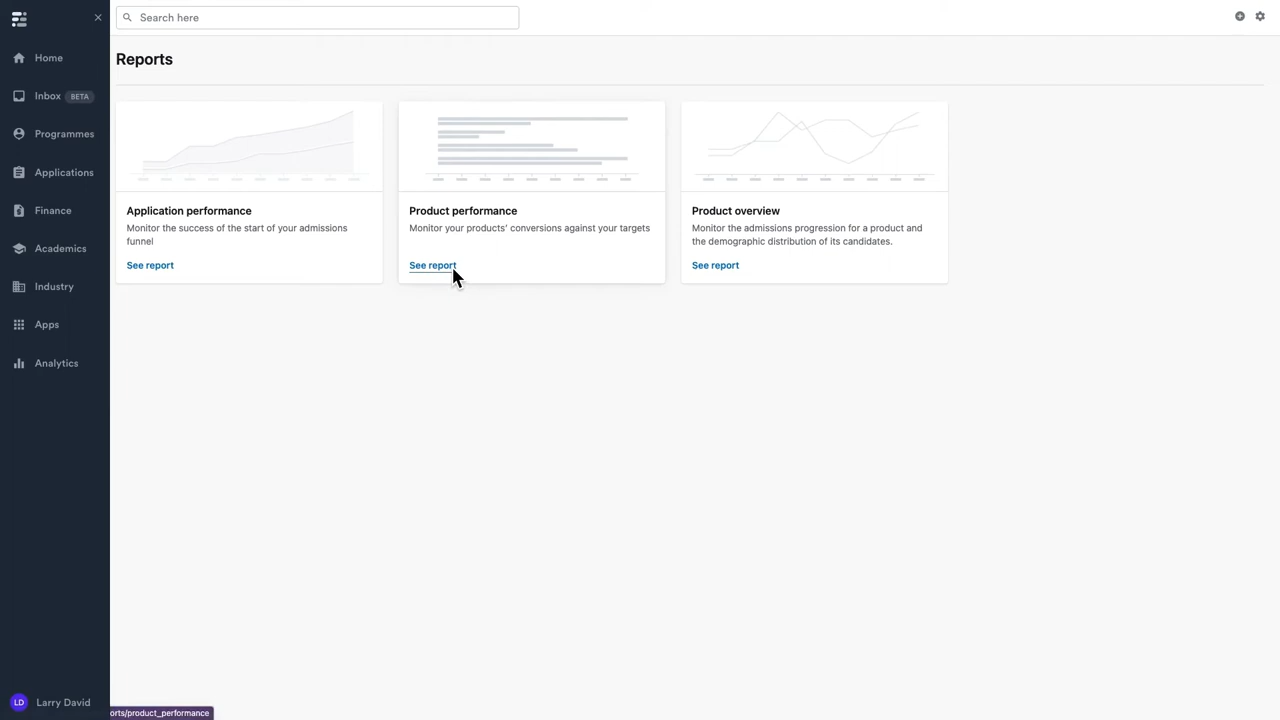 Search here
Home
Inbox BETA
Programmes
Applications
Finance
Academics
Industry
Apps
Analytics
Larry David
LD
Reports
Application performance
Monitor the success of the start of your admissions
funnel
See report
Product performance
Monitor your products' conversions against your targets
See report
Product overview
Monitor the admissions progression for a product and
the demographic distribution of its candidates.
See report
orts/product_performance